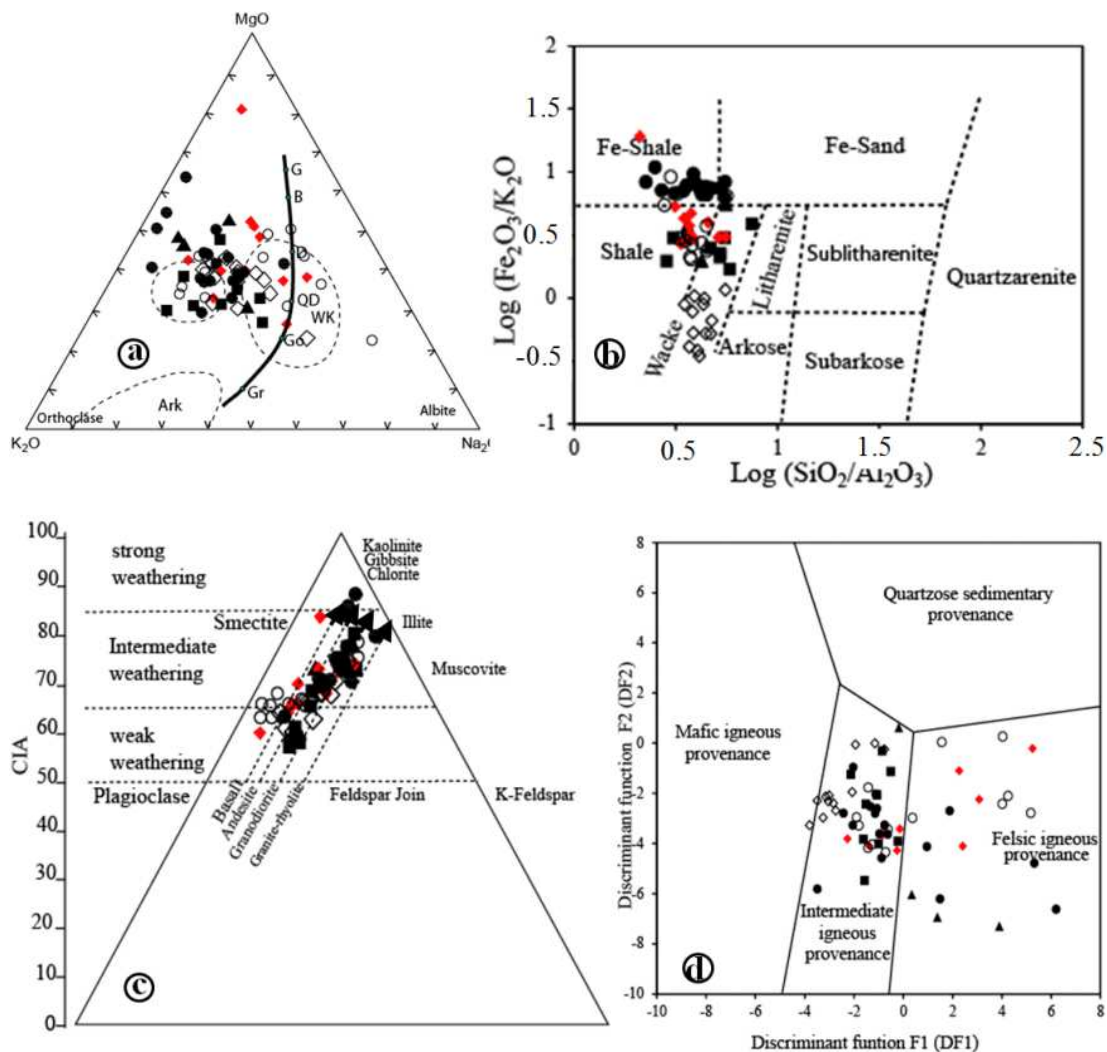 MgO
G
B
D
QD
WK
Go
Gr
Ark
Orthoclase
Albite
K₂O
Na₂(
a
2
1.5
1
0.5
0
-0.5
-1
Log (Fe₂O₃/K₂O
Fe-Shale
Fe-Sand
Shale
Litharenite
Sublitharenite
Quartzarenite
Wacke
Arkose
Subarkose
b
0
0.5
1
1.5
2
2.5
Log (SiO₂/Al₂O₃)
CIA
100
90
80
70
60
50
40
30
20
10
0
strong
weathering
Intermediate
weathering
weak
weathering
Kaolinite
Gibbsite
Chlorite
Smectite
Illite
Muscovite
Plagioclase
Basalt
Andesite
Granodiorite
Granite-rhyolite
Feldspar Join
K-Feldspar
c
Discriminant function F2 (DF2)
8
6
4
2
0
-2
-4
-6
-8
-10
Quartzose sedimentary
provenance
Mafic igneous
provenance
Felsic igneous
provenance
Intermediate
igneous
provenance
d
-10
-8
-6
-4
-2
0
2
4
6
8
Discriminant funtion F1 (DF1)